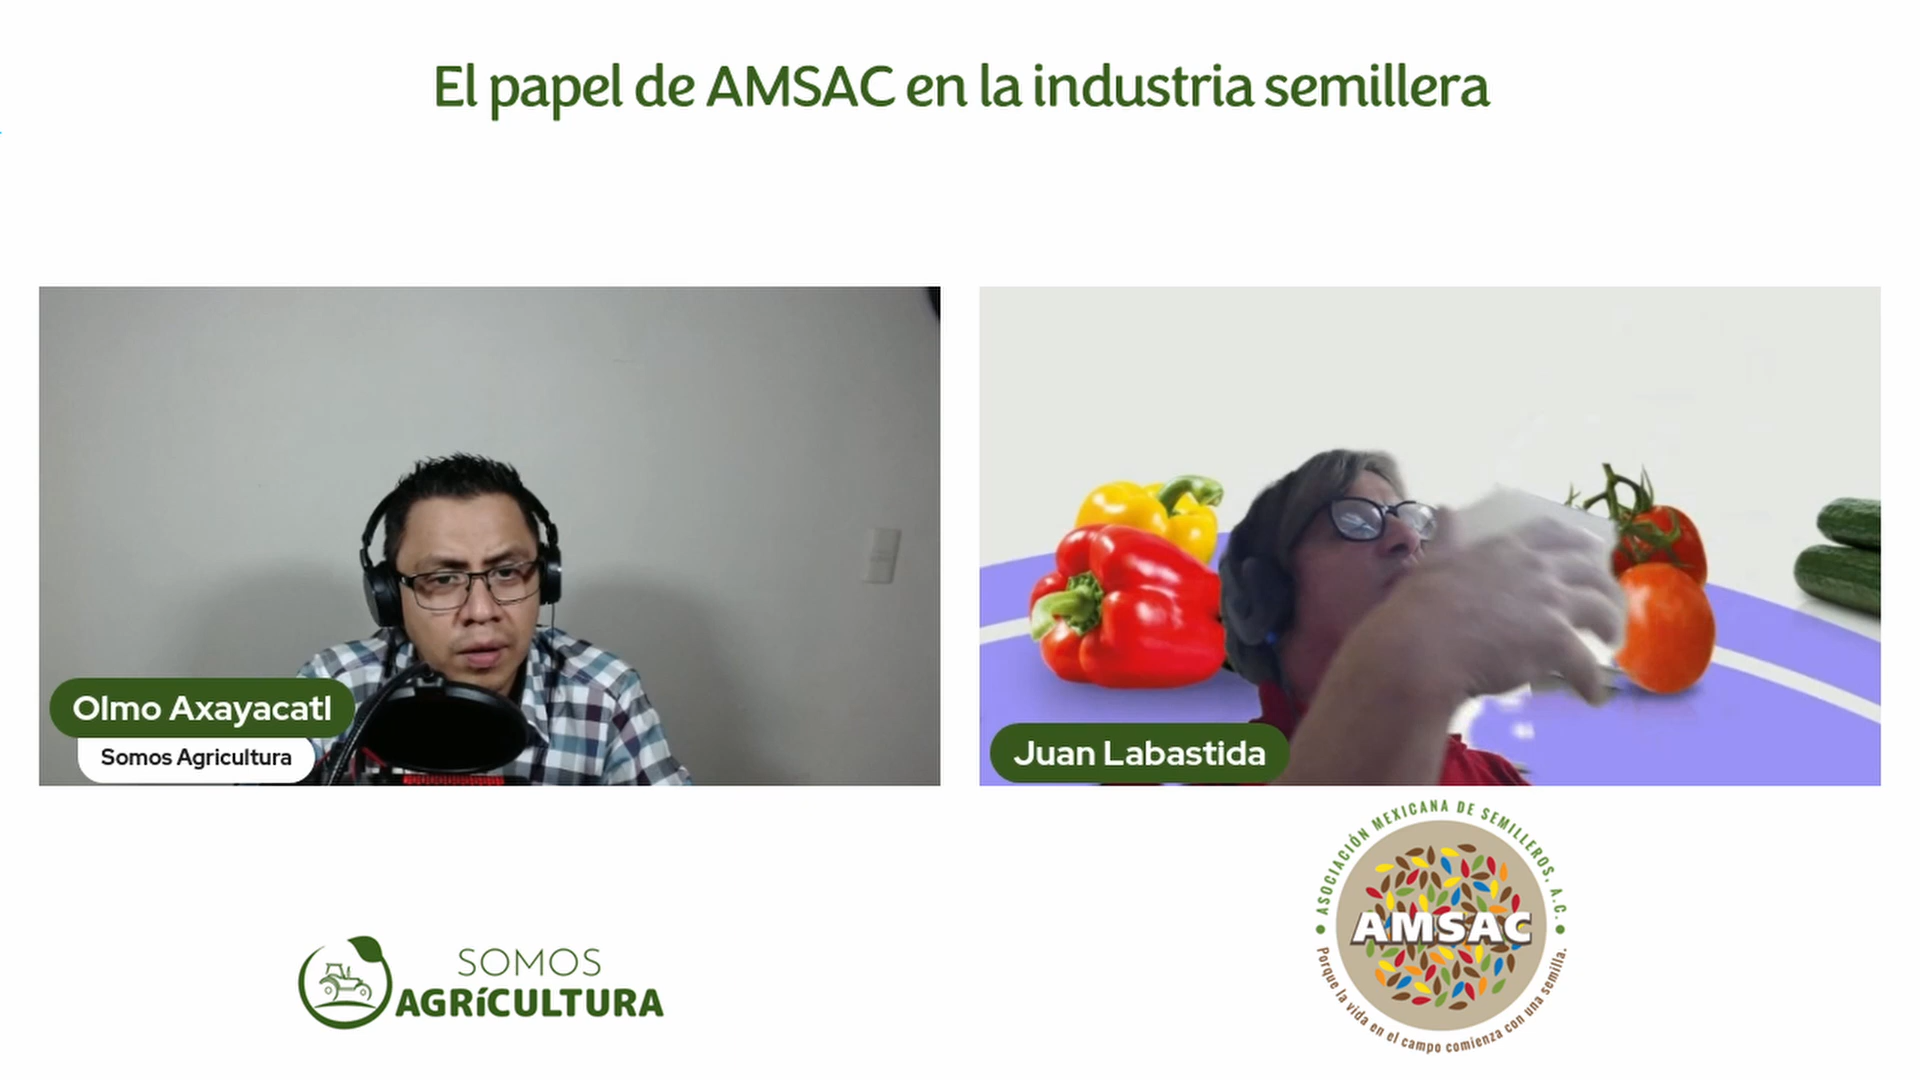 El papel de AMSAC en la industria semillera
Olmo Axayacatl
Somos Agricultura
Juan Labastida
SOMOS
AGRíCULTURA
ASOCIACIÓN MEXICANA DE SEMILLEROS, A.C.
AMSAC
Porque la vida en el campo comienza con una semilla.